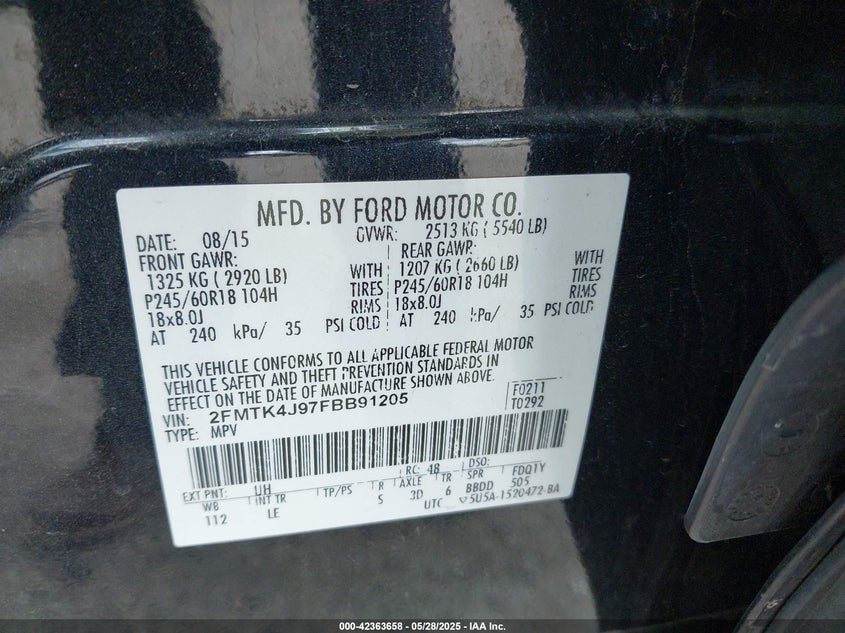 MFD. BY FORD MOTOR CO.
DATE: 08/15 GVWR: 2513 KG ( 5540 LB)
FRONT GAWR: REAR GAWR:
1325 KG ( 2920 LB) WITH 1207 KG ( 2660 LB) WITH
P245/60R18 104H TIRES P245/60R18 104H TIRES
18x8.0J RIMS 18x8.0J RIMS
AT 240 kPa/ 35 PSI COLD AT 240 kPa/ 35 PSI COLD
THIS VEHICLE CONFORMS TO ALL APPLICABLE FEDERAL MOTOR
VEHICLE SAFETY AND THEFT PREVENTION STANDARDS IN
EFFECT ON THE DATE OF MANUFACTURE SHOWN ABOVE.
VIN: 2FMTK4J97FBB91205 F0211
TYPE: MPV T0292
EXT PNT: UH RC: 48 DSO:
WB INT TR TP/PS R AXLE TR SPR FDQTY
112 LE 5 3D 6 BBDD 505
UTC ▽5U5A-1520472-BA
000-42363658 - 05/28/2025 - IAA Inc.